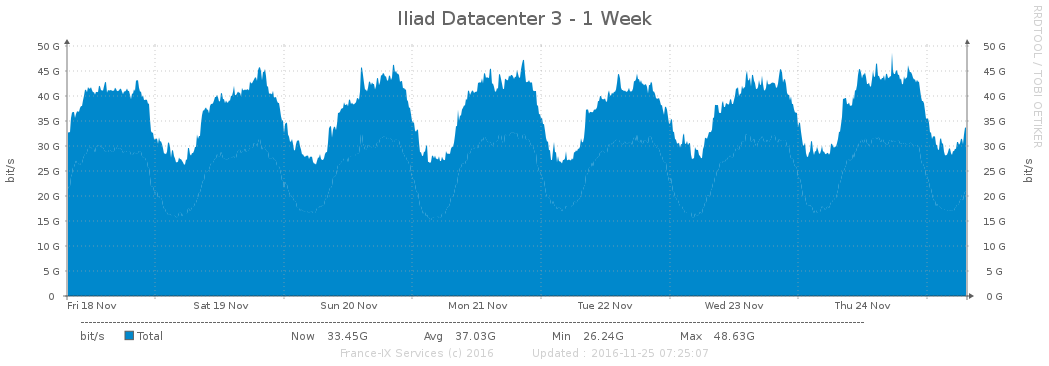 Iliad Datacenter 3 - 1 Week
RRDTOOL / TOBI OETIKER
50 G 50 G
45 G 45 G
40 G 40 G
35 G 35 G
30 G 30 G
25 G 25 G
20 G 20 G
15 G 15 G
10 G 10 G
5 G 5 G
0 0 G
bit/s bit/s
Fri 18 Nov Sat 19 Nov Sun 20 Nov Mon 21 Nov Tue 22 Nov Wed 23 Nov Thu 24 Nov
bit/s Total Now 33.45G Avg 37.03G Min 26.24G Max 48.63G
France-IX Services (c) 2016 Updated : 2016-11-25 07:25:07